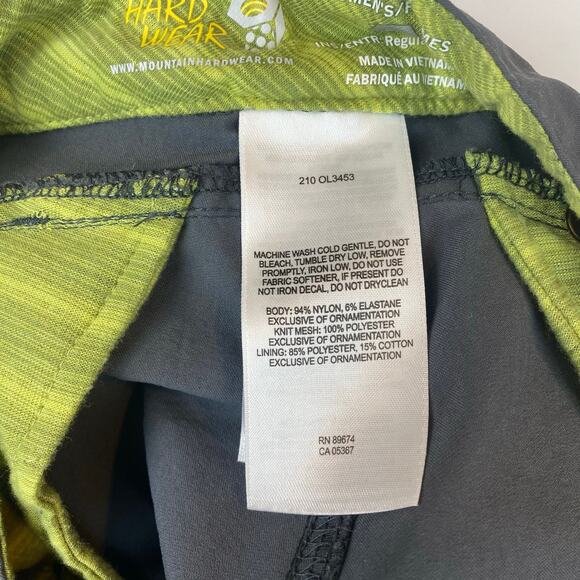 HARD
WEAR
WWW.MOUNTAINHARDWEAR.COM
MADE IN VIETNAM
FABRIQUÉ AU VIETNAM
210 OL3453
MACHINE WASH COLD GENTLE, DO NOT
BLEACH, TUMBLE DRY LOW, REMOVE
PROMPTLY, IRON LOW, DO NOT USE
FABRIC SOFTENER, IF PRESENT DO
NOT IRON DECAL, DO NOT DRYCLEAN
BODY: 94% NYLON, 6% ELASTANE
EXCLUSIVE OF ORNAMENTATION
KNIT MESH: 100% POLYESTER
EXCLUSIVE OF ORNAMENTATION
LINING: 85% POLYESTER, 15% COTTON
EXCLUSIVE OF ORNAMENTATION
RN 89674
CA 05367